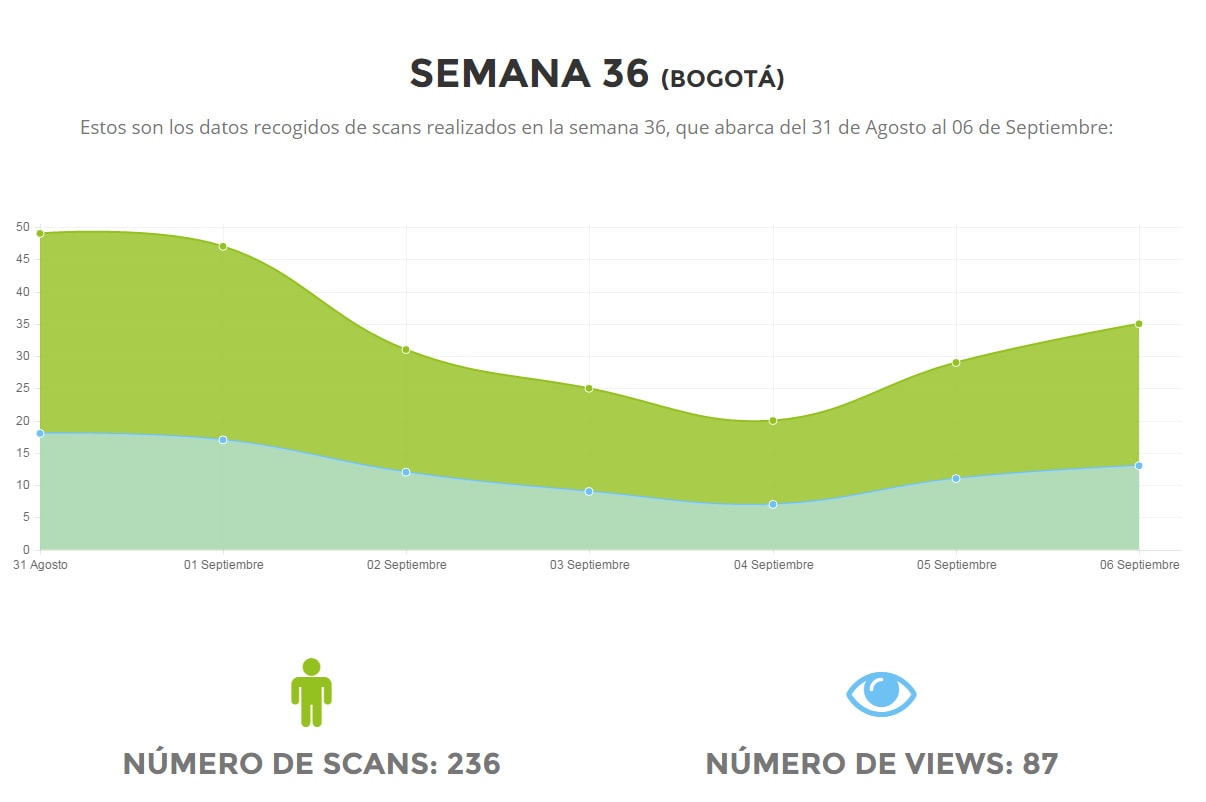 SEMANA 36 (BOGOTÁ)
Estos son los datos recogidos de scans realizados en la semana 36, que abarca del 31 de Agosto al 06 de Septiembre:
50
45
40
35
30
25
20
15
10
5
0
31 Agosto 01 Septiembre 02 Septiembre 03 Septiembre 04 Septiembre 05 Septiembre 06 Septiembre
NÚMERO DE SCANS: 236 NÚMERO DE VIEWS: 87